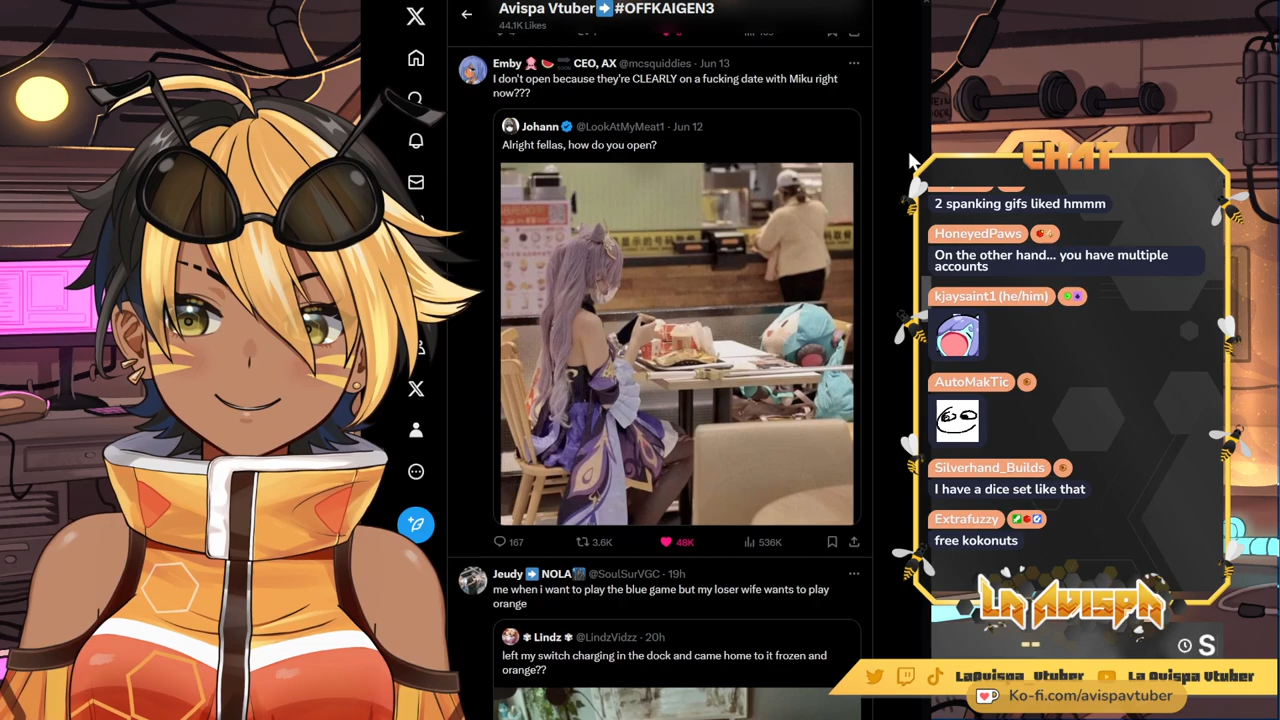 Avispa Vtuber➡️#OFFKAIGEN3
44.1K Likes
Emby CEO, AX @mcsquiddies · Jun 13
I don't open because they're CLEARLY on a fucking date with Miku right
now???
Johann @LookAtMyMeat1 · Jun 12
Alright fellas, how do you open?
167 3.6K 48K 536K
Jeudy ➡️ NOLA @SoulSurVGC · 19h
me when i want to play the blue game but my loser wife wants to play
orange
✾ Lindz ✾ @LindzVidzz · 20h
left my switch charging in the dock and came home to it frozen and
orange??
CHAT
2 spanking gifs liked hmmm
HoneyedPaws
On the other hand... you have multiple
accounts
kjaysaint1 (he/him)
AutoMakTic
Silverhand_Builds
I have a dice set like that
Extrafuzzy
free kokonuts
LA AVISPA
S
LaAvispa_Vtuber La Avispa Vtuber
Ko-fi.com/avispavtuber